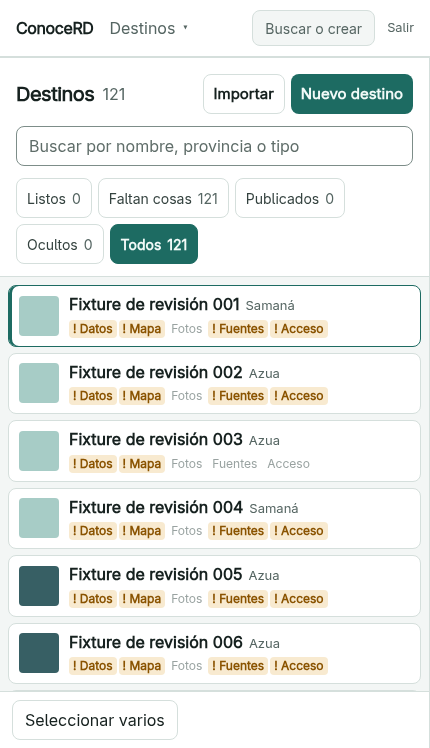 ConoceRD Destinos ▾ Buscar o crear Salir
Destinos 121 Importar Nuevo destino
Buscar por nombre, provincia o tipo
Listos 0 Faltan cosas 121 Publicados 0
Ocultos 0 Todos 121
Fixture de revisión 001 Samaná
! Datos ! Mapa Fotos ! Fuentes ! Acceso
Fixture de revisión 002 Azua
! Datos ! Mapa Fotos ! Fuentes ! Acceso
Fixture de revisión 003 Azua
! Datos ! Mapa Fotos Fuentes Acceso
Fixture de revisión 004 Samaná
! Datos ! Mapa Fotos ! Fuentes ! Acceso
Fixture de revisión 005 Azua
! Datos ! Mapa Fotos ! Fuentes ! Acceso
Fixture de revisión 006 Azua
! Datos ! Mapa Fotos ! Fuentes ! Acceso
Seleccionar varios